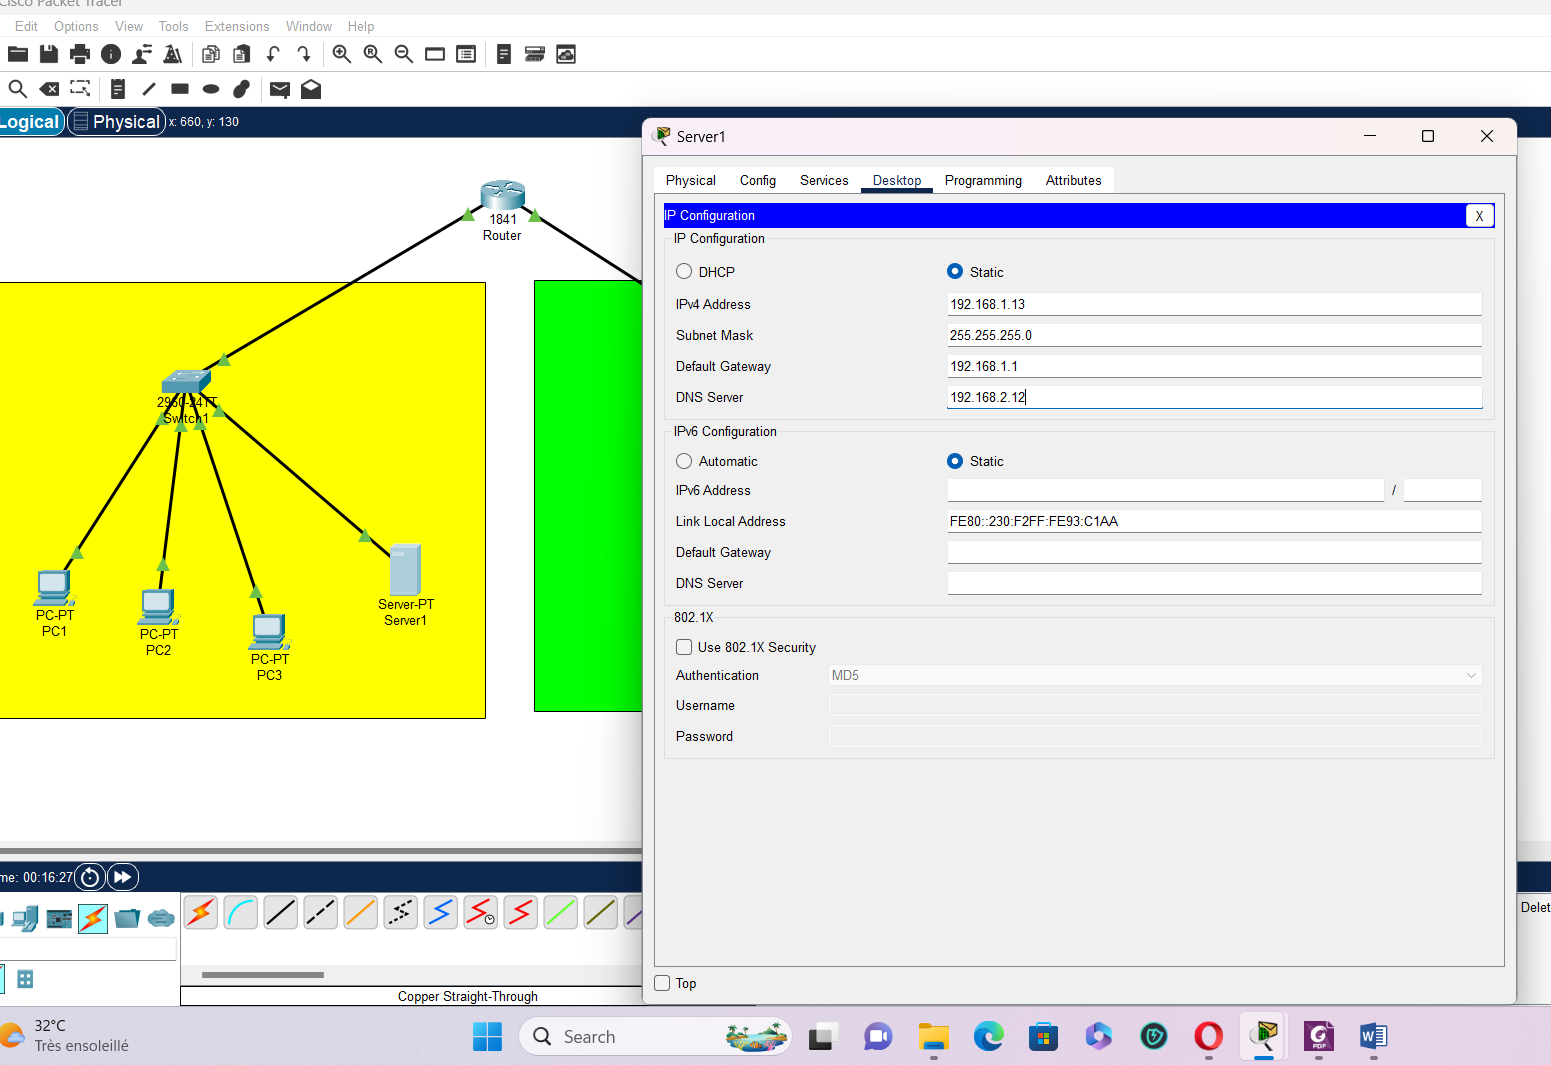 Cisco Packet Tracer
Edit Options View Tools Extensions Window Help
Logical Physical x: 660, y: 130
Server1
Physical Config Services Desktop Programming Attributes
IP Configuration X
IP Configuration
DHCP Static
IPv4 Address 192.168.1.13
Subnet Mask 255.255.255.0
Default Gateway 192.168.1.1
DNS Server 192.168.2.12
IPv6 Configuration
Automatic Static
IPv6 Address /
Link Local Address FE80::230:F2FF:FE93:C1AA
Default Gateway
DNS Server
802.1X
Use 802.1X Security
Authentication MD5
Username
Password
Top
1841
Router
2950-24TT
Switch1
PC-PT
PC1
PC-PT
PC2
PC-PT
PC3
Server-PT
Server1
me: 00:16:27
Delet
Copper Straight-Through
32°C
Très ensoleillé
Search
PDF